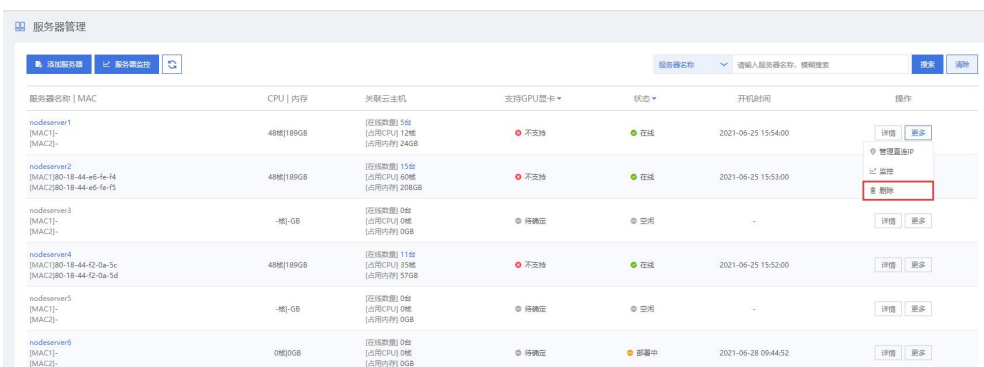 服务器管理
添加服务器 服务器监控 服务器名称 请输入服务器名称，模糊搜索 搜索 清除
服务器名称 | MAC CPU | 内存 关联云主机 支持GPU显卡 状态 开机时间 操作
nodeserver1
[MAC1]-
[MAC2]-
48核|189GB
[在线数量] 5台
[占用CPU] 12核
[占用内存] 24GB
不支持 在线 2021-06-25 15:54:00 详情 更多
管理直连IP
监控
删除
nodeserver2
[MAC1]80-18-44-e6-fe-f4
[MAC2]80-18-44-e6-fe-f5
48核|189GB
[在线数量] 15台
[占用CPU] 60核
[占用内存] 208GB
不支持 在线 2021-06-25 15:53:00
nodeserver3
[MAC1]-
[MAC2]-
-核|-GB
[在线数量] 0台
[占用CPU] 0核
[占用内存] 0GB
待确定 空闲 - 详情 更多
nodeserver4
[MAC1]80-18-44-f2-0a-5c
[MAC2]80-18-44-f2-0a-5d
48核|189GB
[在线数量] 11台
[占用CPU] 35核
[占用内存] 57GB
不支持 在线 2021-06-25 15:52:00 详情 更多
nodeserver5
[MAC1]-
[MAC2]-
-核|-GB
[在线数量] 0台
[占用CPU] 0核
[占用内存] 0GB
待确定 空闲 - 详情 更多
nodeserver6
[MAC1]-
[MAC2]-
0核|0GB
[在线数量] 0台
[占用CPU] 0核
[占用内存] 0GB
待确定 部署中 2021-06-28 09:44:52 详情 更多